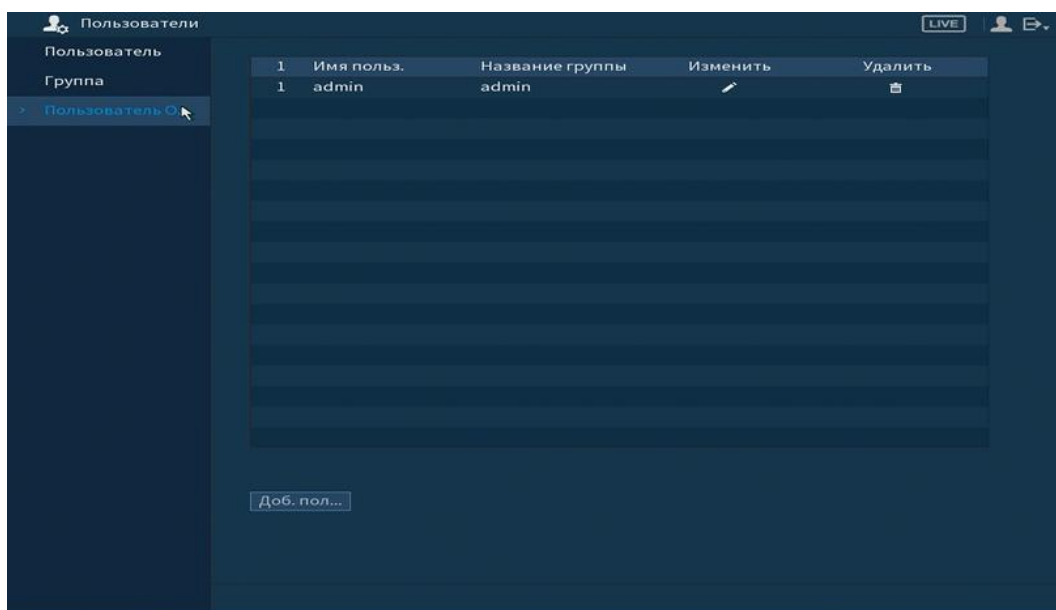 Пользователи
LIVE
Пользователь
Группа
> Пользователь О
1 Имя польз. Название группы Изменить Удалить
1 admin admin
Доб. пол...